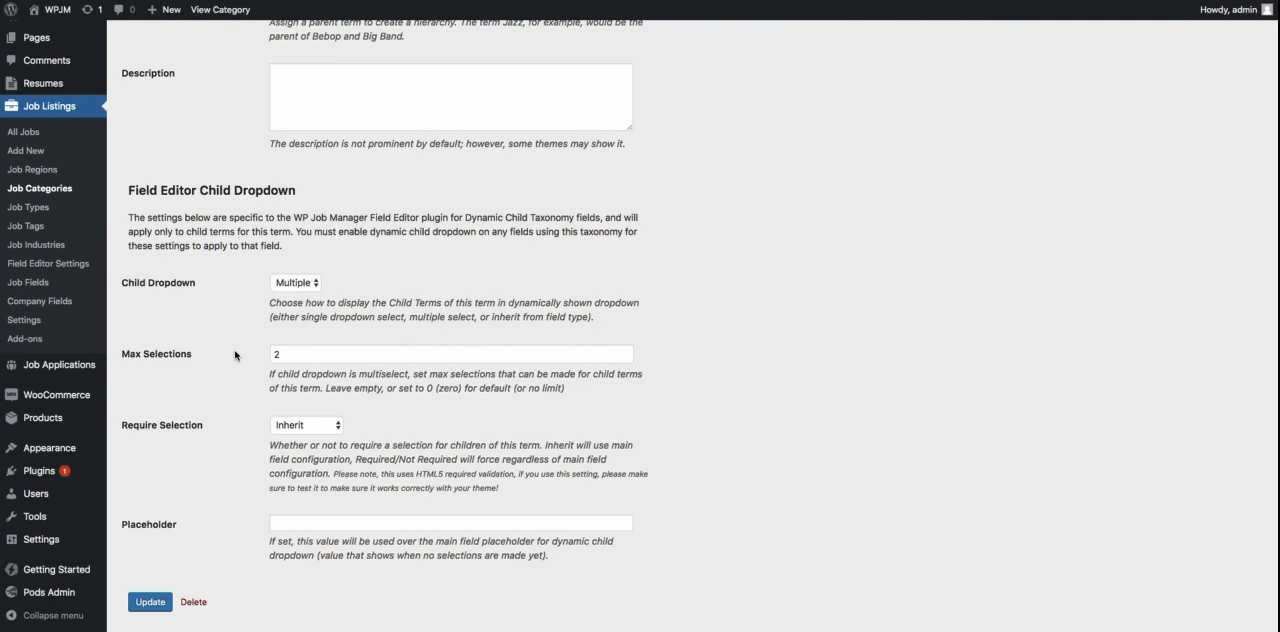 WPJM 1 0 New View Category Howdy, admin
Pages
Comments
Resumes
Job Listings
All Jobs
Add New
Job Regions
Job Categories
Job Types
Job Tags
Job Industries
Field Editor Settings
Job Fields
Company Fields
Settings
Add-ons
Job Applications
WooCommerce
Products
Appearance
Plugins 1
Users
Tools
Settings
Getting Started
Pods Admin
Collapse menu
Assign a parent term to create a hierarchy. The term Jazz, for example, would be the
parent of Bebop and Big Band.
Description
The description is not prominent by default; however, some themes may show it.
Field Editor Child Dropdown
The settings below are specific to the WP Job Manager Field Editor plugin for Dynamic Child Taxonomy fields, and will
apply only to child terms for this term. You must enable dynamic child dropdown on any fields using this taxonomy for
these settings to apply to that field.
Child Dropdown Multiple
Choose how to display the Child Terms of this term in dynamically shown dropdown
(either single dropdown select, multiple select, or inherit from field type).
Max Selections 2
If child dropdown is multiselect, set max selections that can be made for child terms
of this term. Leave empty, or set to 0 (zero) for default (or no limit)
Require Selection Inherit
Whether or not to require a selection for children of this term. Inherit will use main
field configuration, Required/Not Required will force regardless of main field
configuration. Please note, this uses HTML5 required validation, if you use this setting, please make
sure to test it to make sure it works correctly with your theme!
Placeholder
If set, this value will be used over the main field placeholder for dynamic child
dropdown (value that shows when no selections are made yet).
Update Delete